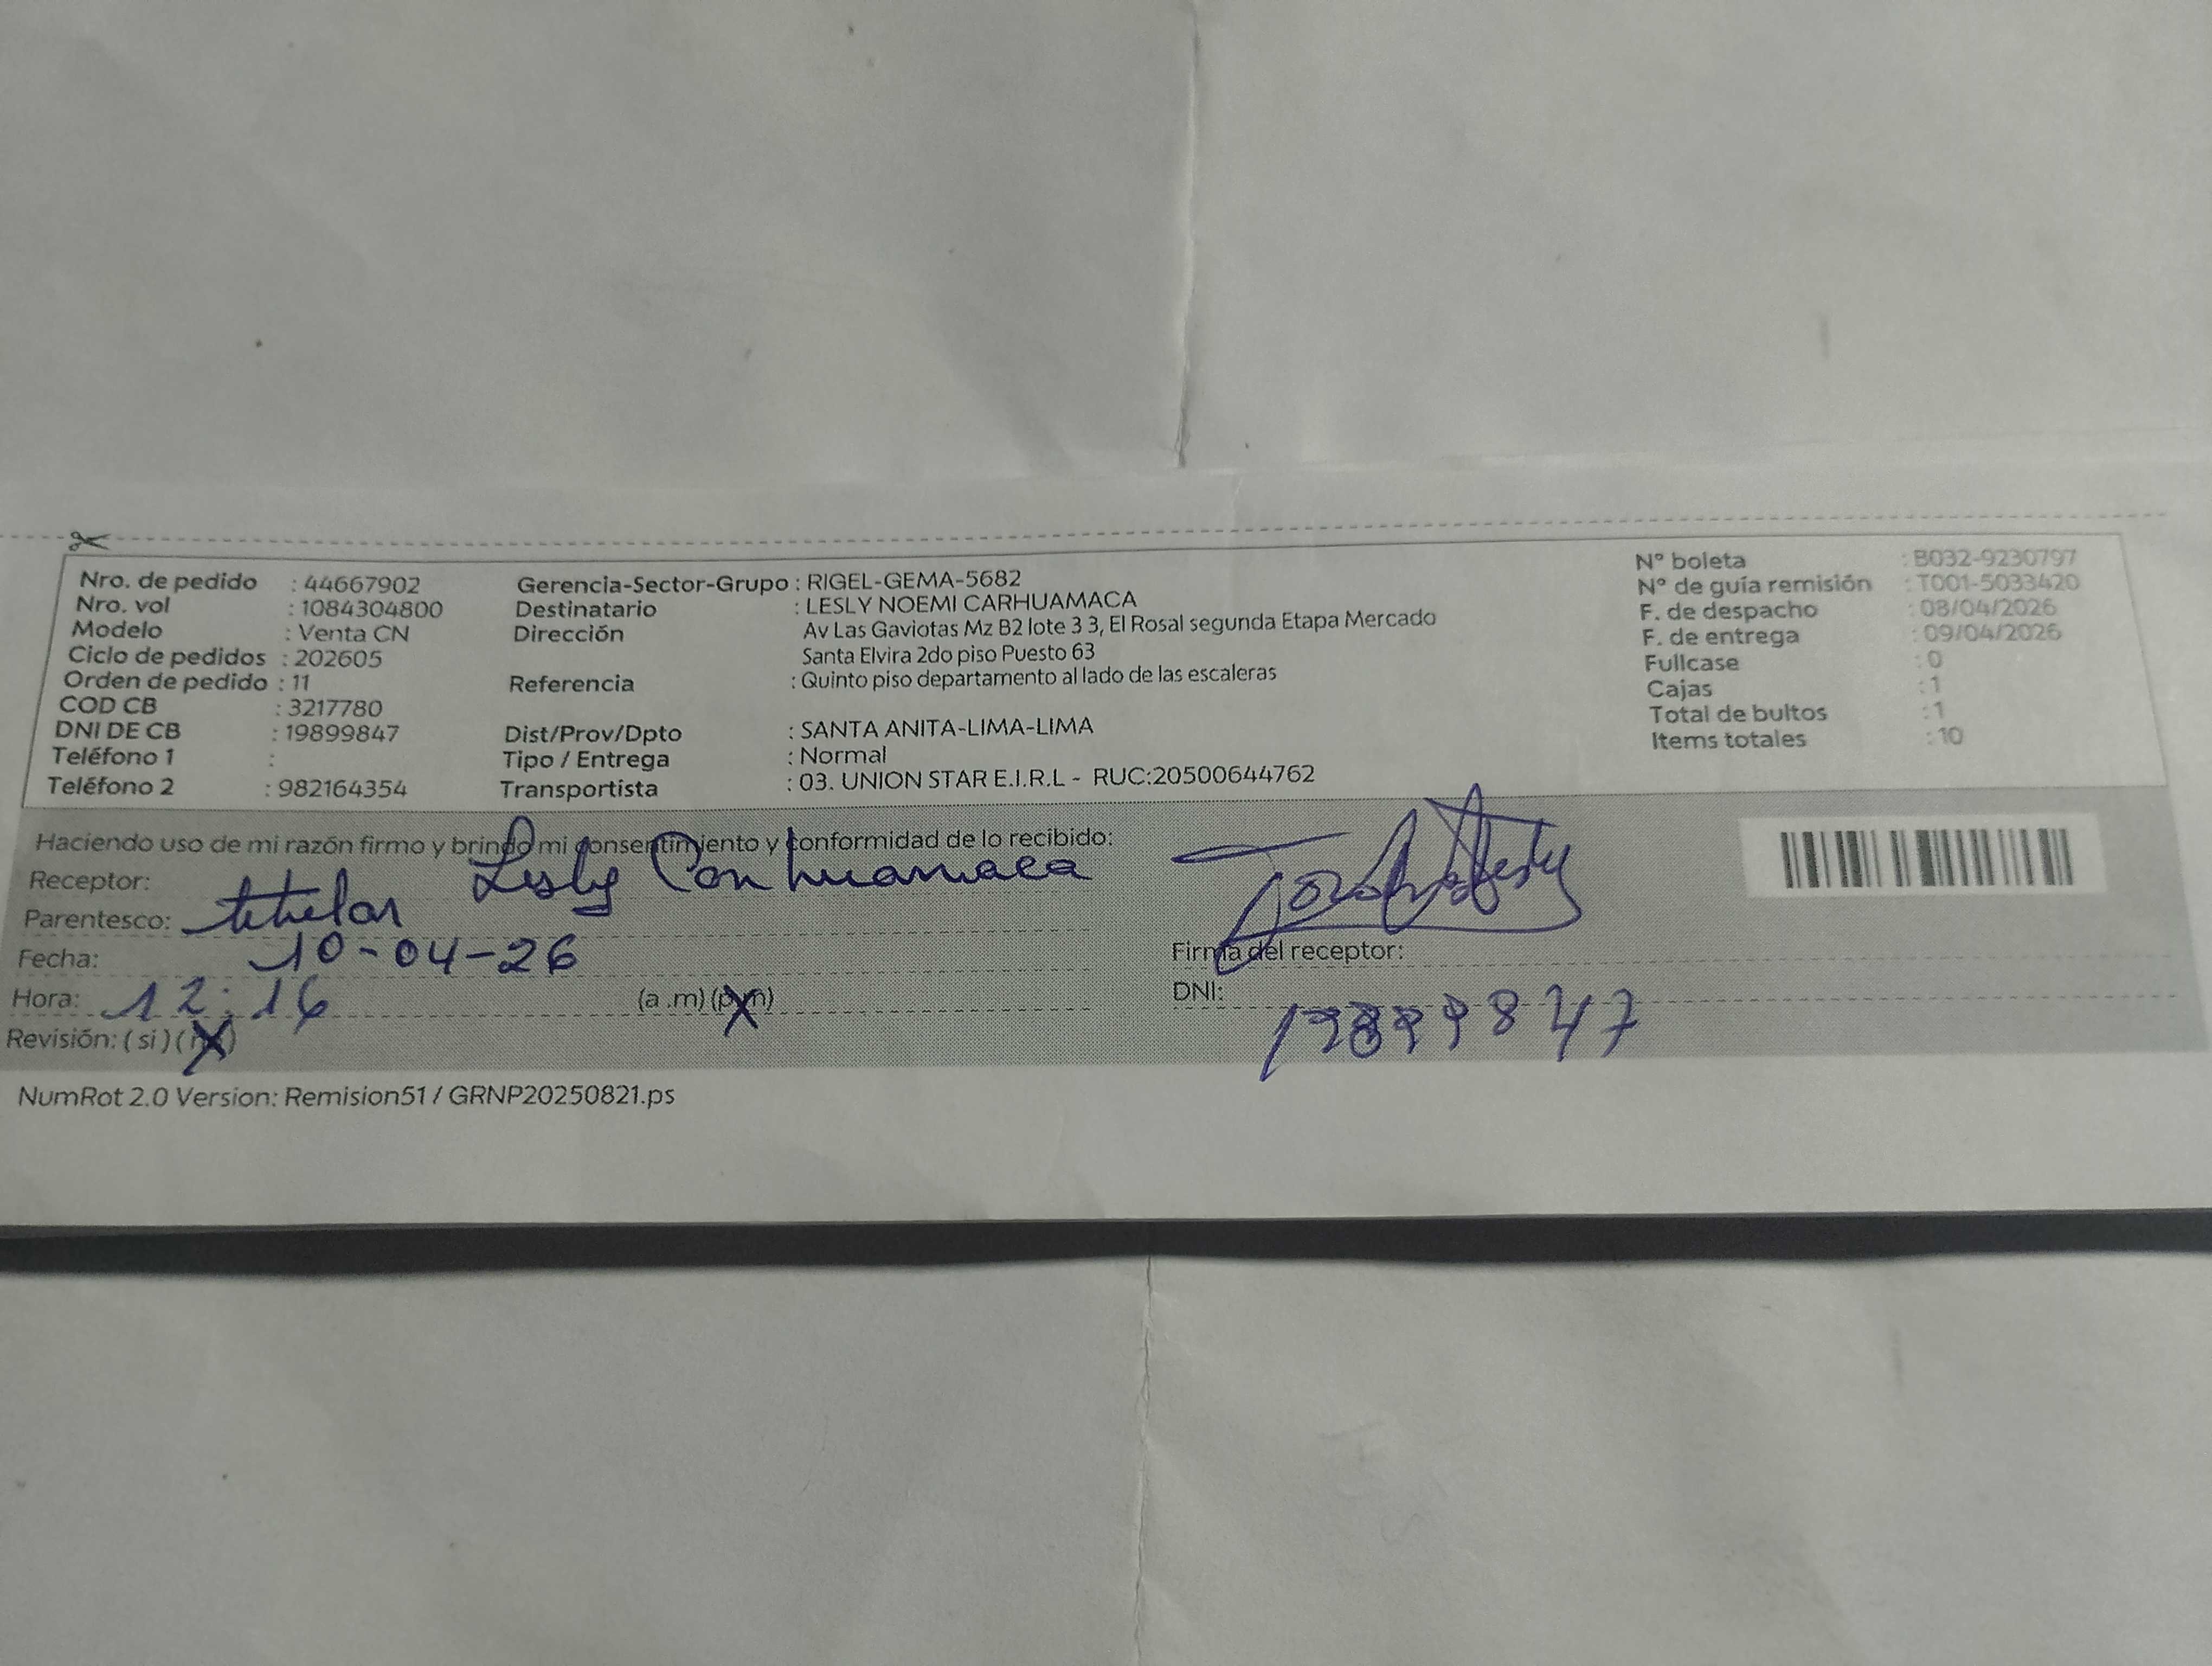 Nro. de pedido : 44667902
Nro. vol : 1084304800
Modelo : Venta CN
Ciclo de pedidos : 202605
Orden de pedido : 11
COD CB : 3217780
DNI DE CB : 19899847
Teléfono 1 :
Teléfono 2 : 982164354
Gerencia-Sector-Grupo : RIGEL-GEMA-5682
Destinatario : LESLY NOEMI CARHUAMACA
Dirección Av Las Gaviotas Mz B2 lote 3 3, El Rosal segunda Etapa Mercado
Santa Elvira 2do piso Puesto 63
Referencia : Quinto piso departamento al lado de las escaleras
Dist/Prov/Dpto : SANTA ANITA-LIMA-LIMA
Tipo / Entrega : Normal
Transportista : 03. UNION STAR E.I.R.L - RUC:20500644762
N° boleta : B032-9230797
N° de guía remisión : T001-5033420
F. de despacho : 08/04/2026
F. de entrega : 09/04/2026
Fullcase : 0
Cajas : 1
Total de bultos : 1
Items totales : 10
Haciendo uso de mi razón firmo y brindo mi consentimiento y conformidad de lo recibido:
Receptor: Lesly Carhuamaca
Parentesco: titular
Fecha: 10-04-26
Hora: 12:16 (a .m) (p.m)
Revisión: ( si ) ( no )
Firma del receptor:
DNI: 19899847
NumRot 2.0 Version: Remision51 / GRNP20250821.ps